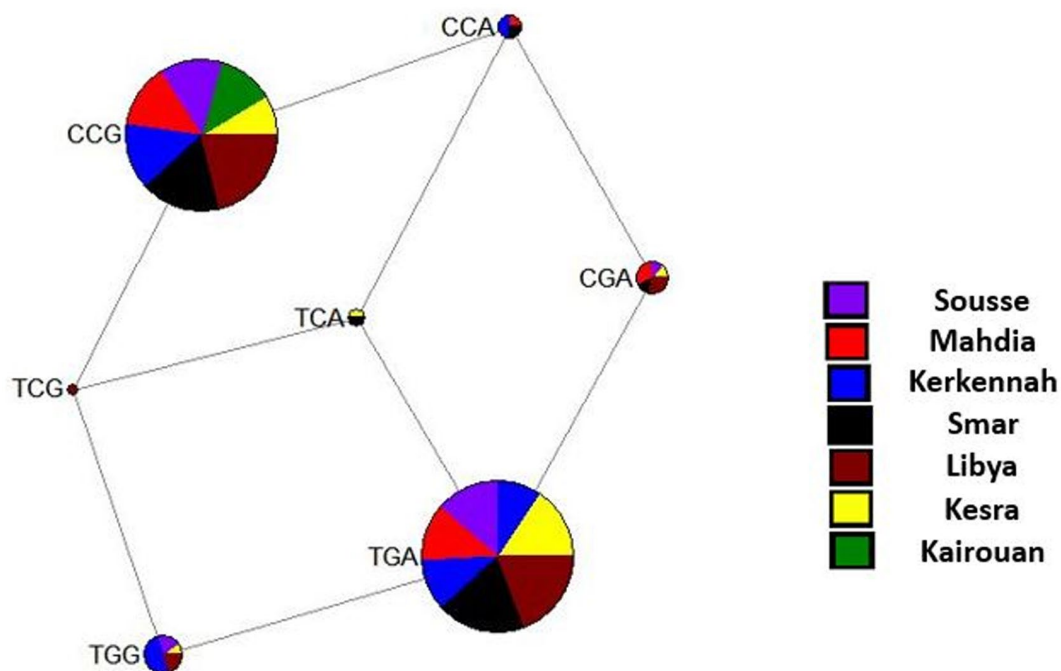 CCA
CCG
CGA
TCA
TCG
TGA
TGG
Sousse
Mahdia
Kerkennah
Smar
Libya
Kesra
Kairouan